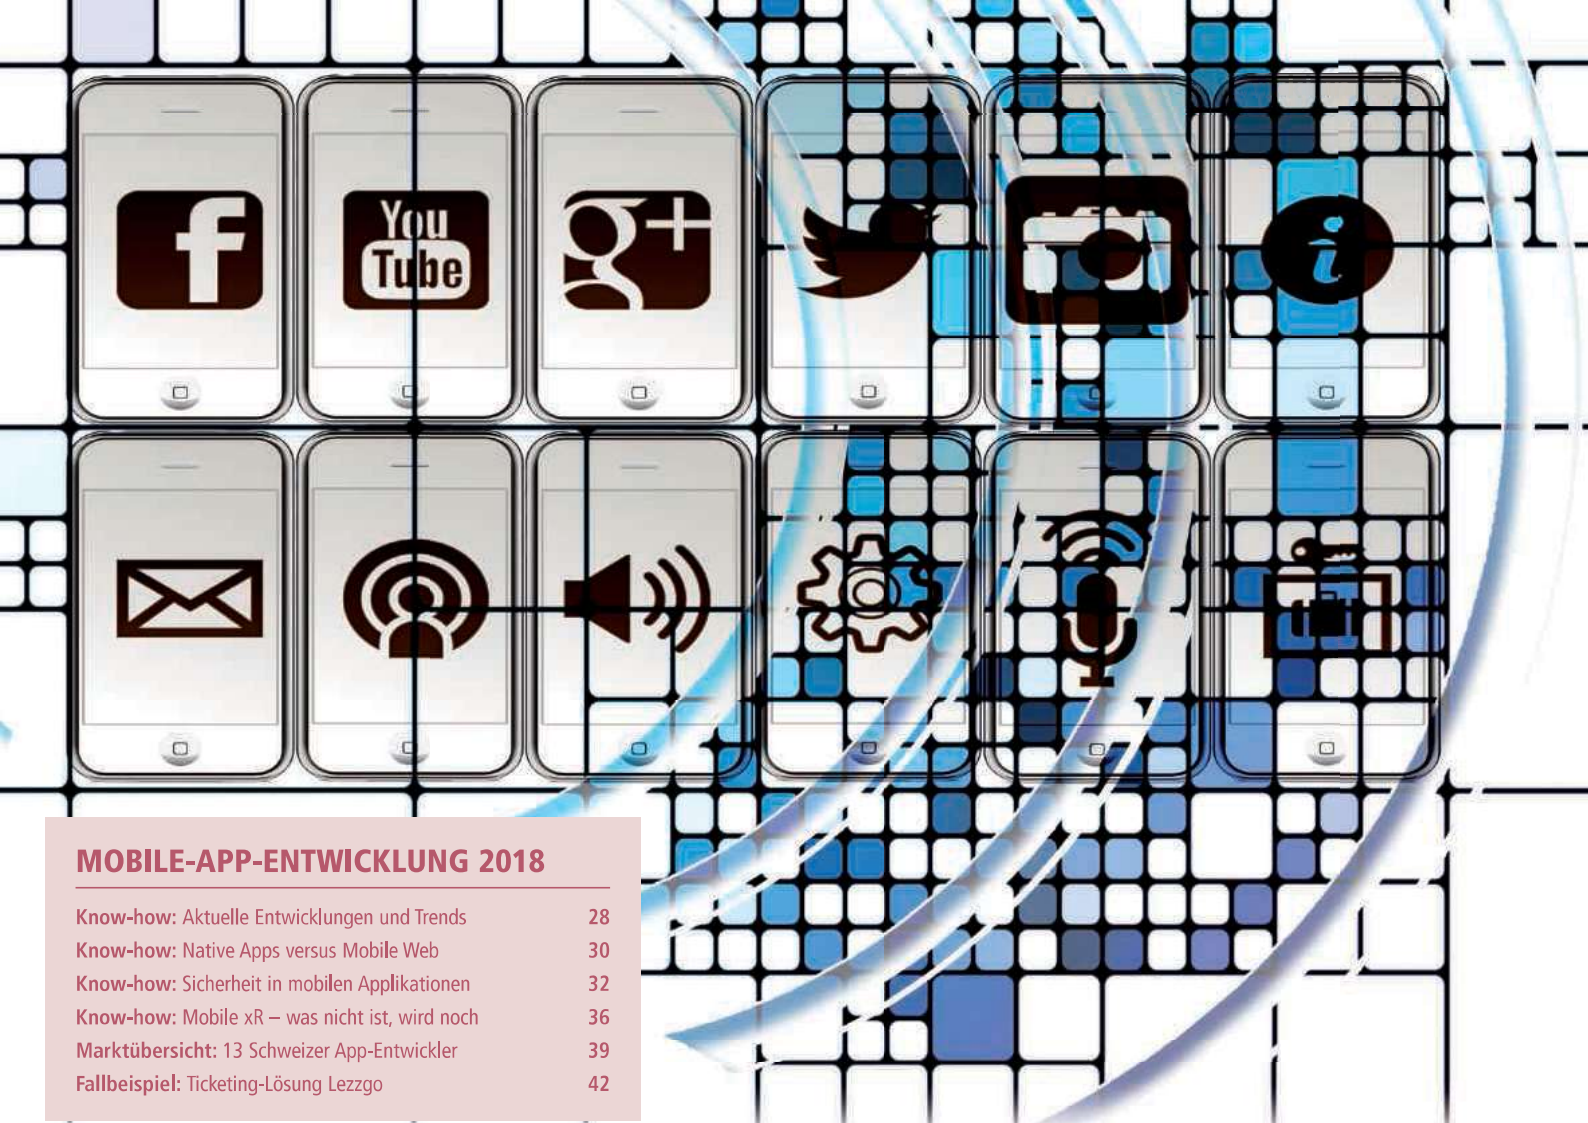 f
You
Tube
g+
i
MOBILE-APP-ENTWICKLUNG 2018
Know-how: Aktuelle Entwicklungen und Trends 28
Know-how: Native Apps versus Mobile Web 30
Know-how: Sicherheit in mobilen Applikationen 32
Know-how: Mobile xR – was nicht ist, wird noch 36
Marktübersicht: 13 Schweizer App-Entwickler 39
Fallbeispiel: Ticketing-Lösung Lezzgo 42